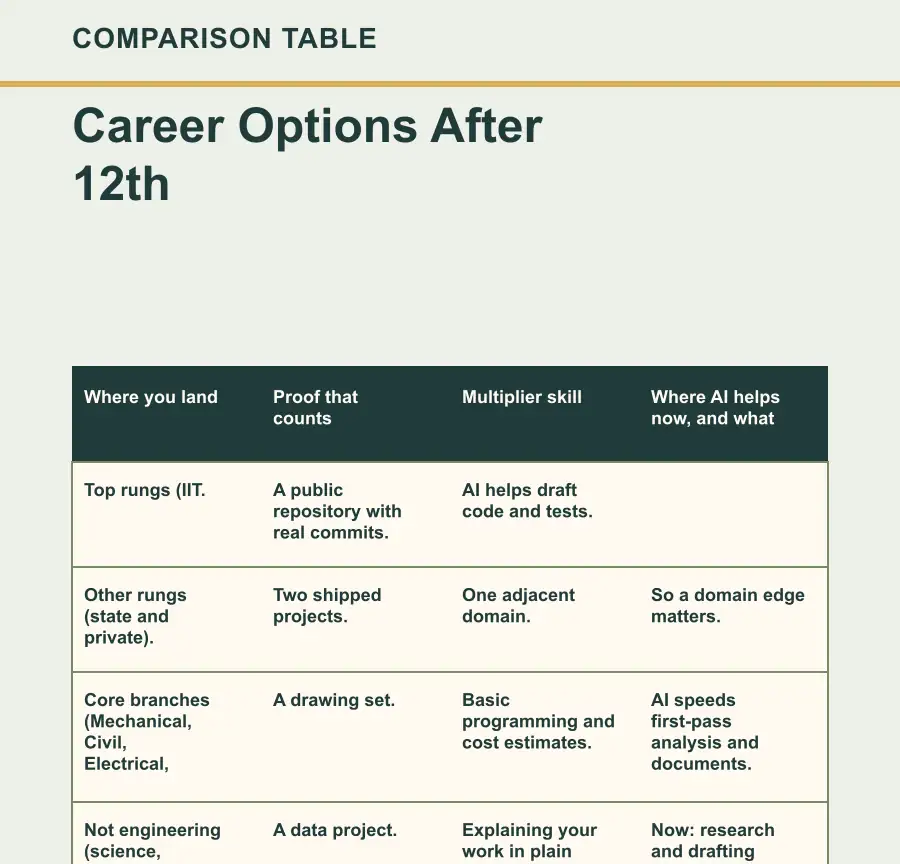 COMPARISON TABLE
Career Options After
12th
Where you land
Proof that
counts
Multiplier skill
Where AI helps
now, and what
Top rungs (IIT.
A public
repository with
real commits.
AI helps draft
code and tests.
Other rungs
(state and
private).
Two shipped
projects.
One adjacent
domain.
So a domain edge
matters.
Core branches
(Mechanical,
Civil,
Electrical,
A drawing set.
Basic
programming and
cost estimates.
AI speeds
first-pass
analysis and
documents.
Not engineering
(science,
A data project.
Explaining your
work in plain
Now: research
and drafting